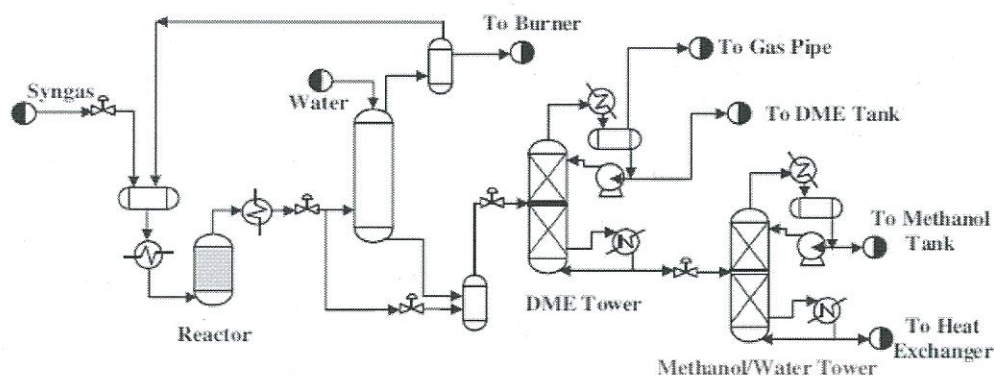 To Burner
To Gas Pipe
Syngas
Water
To DME Tank
To Methanol
Tank
DME Tower
Reactor
To Heat
Exchanger
Methanol/Water Tower